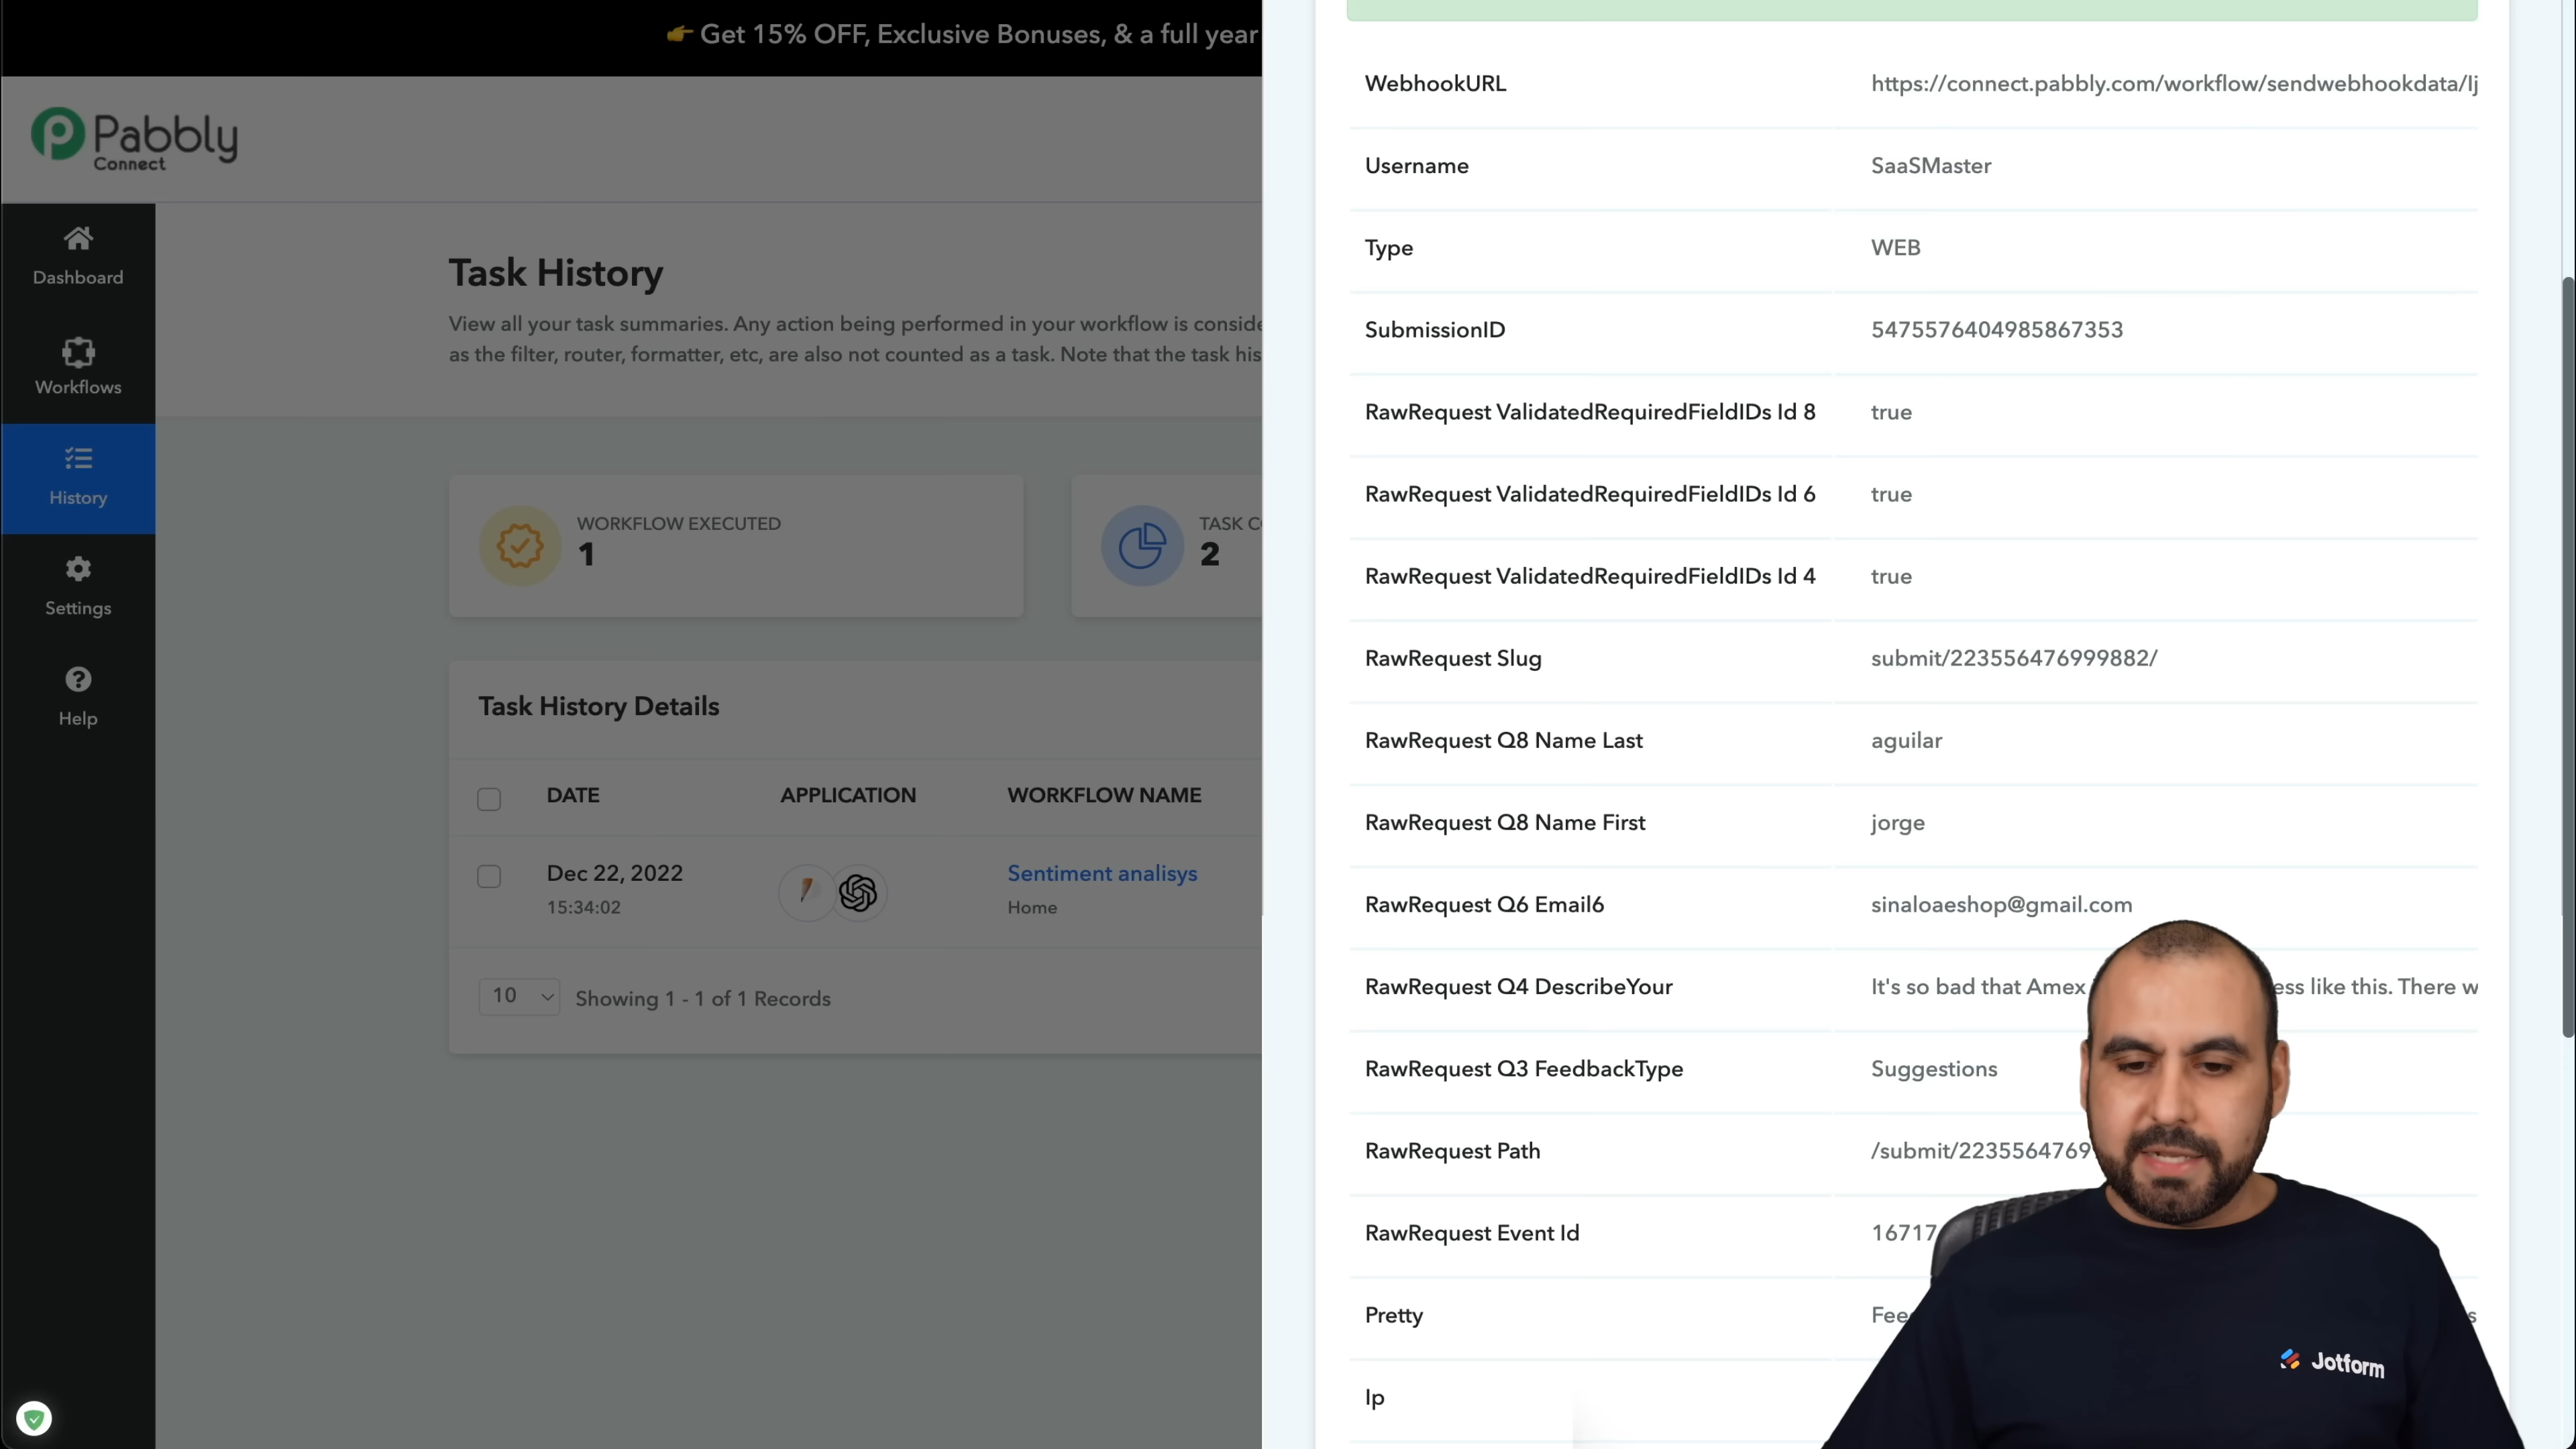 👉 Get 15% OFF, Exclusive Bonuses, & a full year
Pabbly
Connect
Dashboard
Workflows
History
Settings
Help
Task History
View all your task summaries. Any action being performed in your workflow is conside
as the filter, router, formatter, etc, are also not counted as a task. Note that the task his
WORKFLOW EXECUTED
1
TASK C
2
Task History Details
DATE APPLICATION WORKFLOW NAME
Dec 22, 2022 Sentiment analisys
15:34:02 Home
10 Showing 1 - 1 of 1 Records
WebhookURL https://connect.pabbly.com/workflow/sendwebhookdata/Ij
Username SaaSMaster
Type WEB
SubmissionID 5475576404985867353
RawRequest ValidatedRequiredFieldIDs Id 8 true
RawRequest ValidatedRequiredFieldIDs Id 6 true
RawRequest ValidatedRequiredFieldIDs Id 4 true
RawRequest Slug submit/223556476999882/
RawRequest Q8 Name Last aguilar
RawRequest Q8 Name First jorge
RawRequest Q6 Email6 sinaloaeshop@gmail.com
RawRequest Q4 DescribeYour It's so bad that Amex ess like this. There w
RawRequest Q3 FeedbackType Suggestions
RawRequest Path /submit/2235564769
RawRequest Event Id 16717
Pretty Fee s
Ip
Jotform